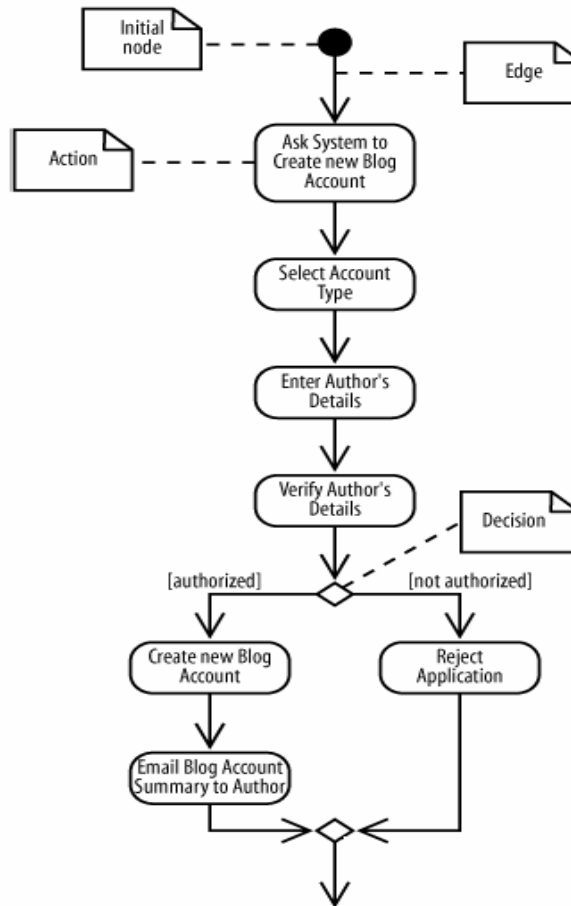 Initial
node
Edge
Ask System to
Create new Blog
Account
Action
Select Account
Type
Enter Author's
Details
Verify Author's
Details
Decision
[authorized]
[not authorized]
Create new Blog
Account
Reject
Application
Email Blog Account
Summary to Author